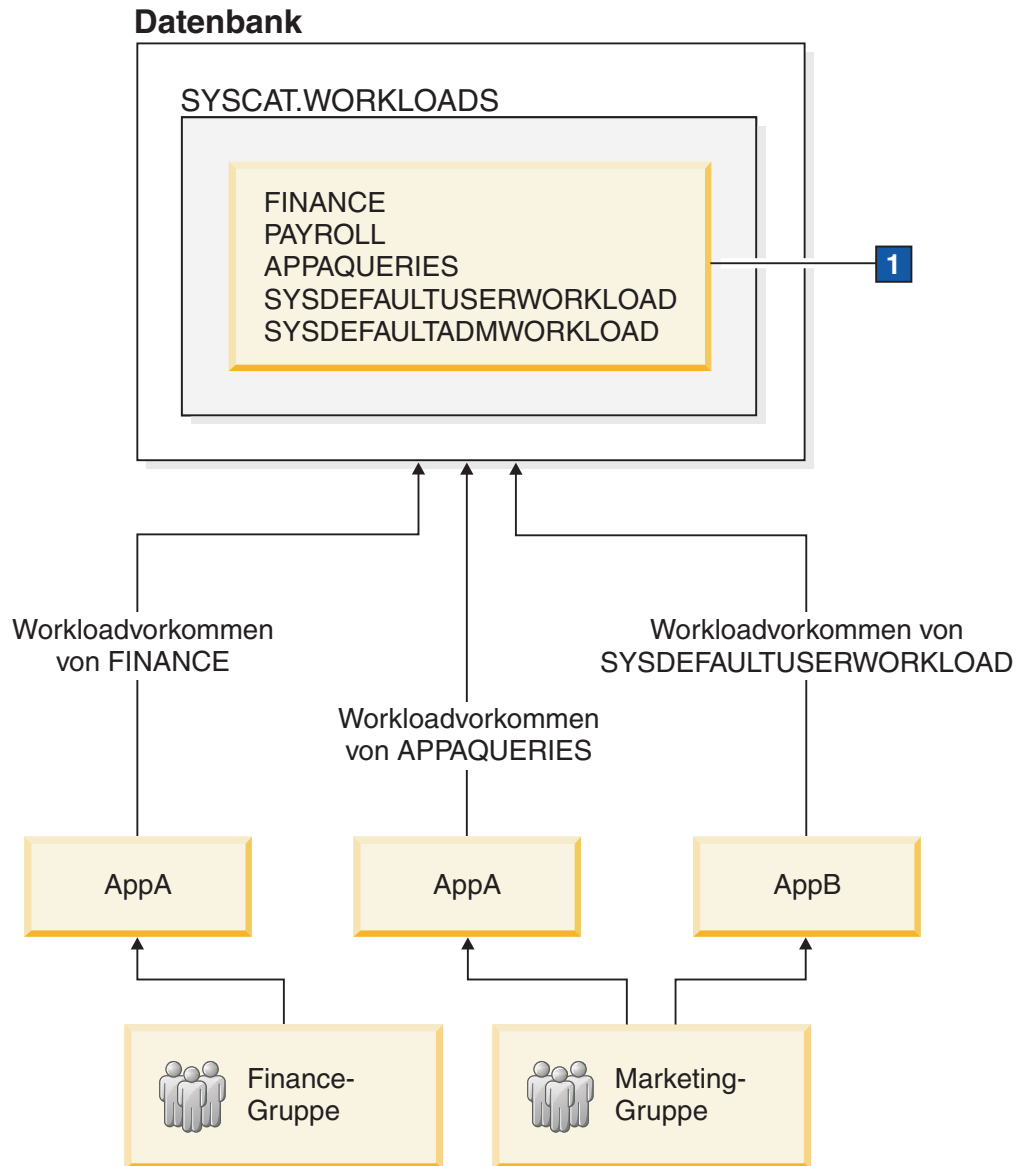 Datenbank
SYSCAT.WORKLOADS
FINANCE
PAYROLL
APPAQUERIES
SYSDEFAULTUSERWORKLOAD
SYSDEFAULTADMWORKLOAD
1
Workloadvorkommen
von FINANCE
Workloadvorkommen
von APPAQUERIES
Workloadvorkommen von
SYSDEFAULTUSERWORKLOAD
AppA
AppA
AppB
Finance-
Gruppe
Marketing-
Gruppe